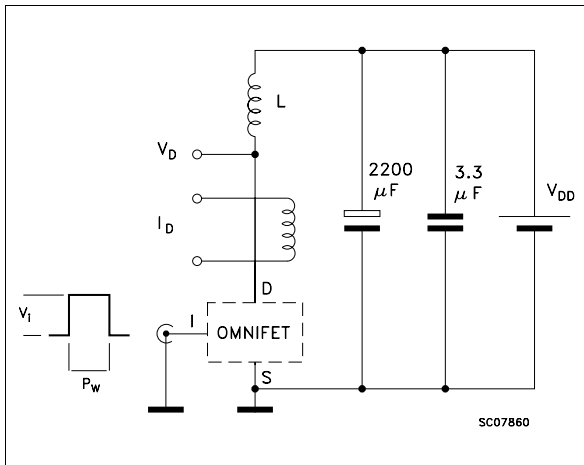 L
V_D
2200
μF
3.3
μF
V_DD
I_D
D
V_i
I
OMNIFET
P_W
S
SC07860